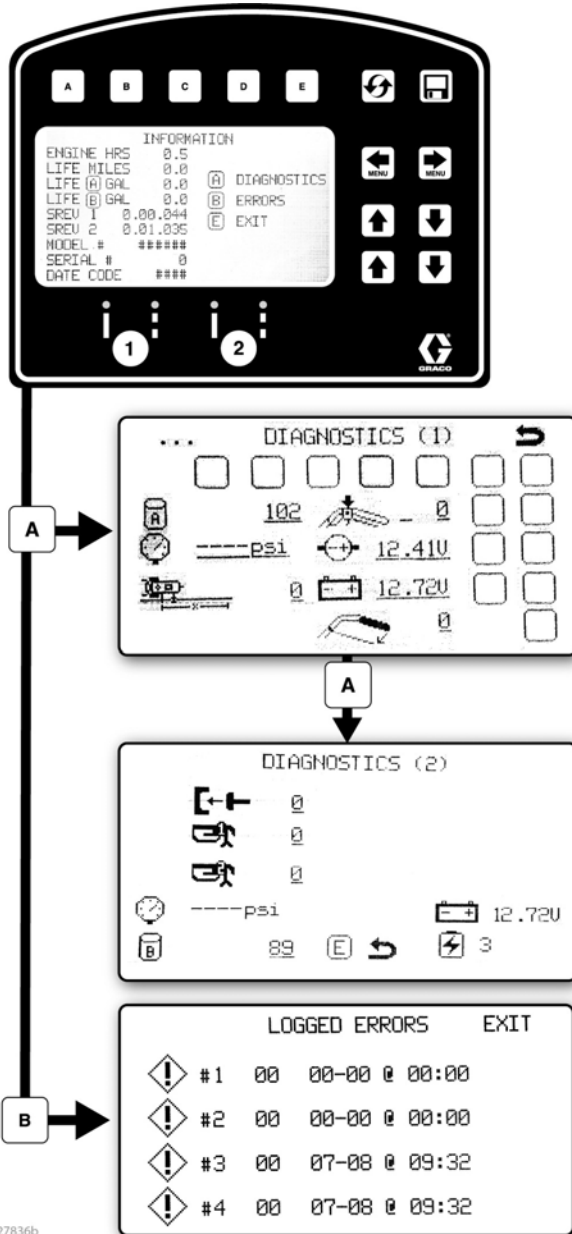 A B C D E
INFORMATION
ENGINE HRS 0.5
LIFE MILES 0.0
LIFE A GAL 0.0
LIFE B GAL 0.0
SREV 1 0.00.044
SREV 2 0.01.035
MODEL # ######
SERIAL # 0
DATE CODE ####
A DIAGNOSTICS
B ERRORS
E EXIT
MENU MENU
1 2
GRACO
A
... DIAGNOSTICS (1)
A 102 _ 0
----psi 12.41V
x 0 12.72V
0
A
DIAGNOSTICS (2)
0
1 0
2 0
----psi 12.72V
B 89 E 3
B
LOGGED ERRORS EXIT
#1 00 00-00 @ 00:00
#2 00 00-00 @ 00:00
#3 00 07-08 @ 09:32
#4 00 07-08 @ 09:32
27836b